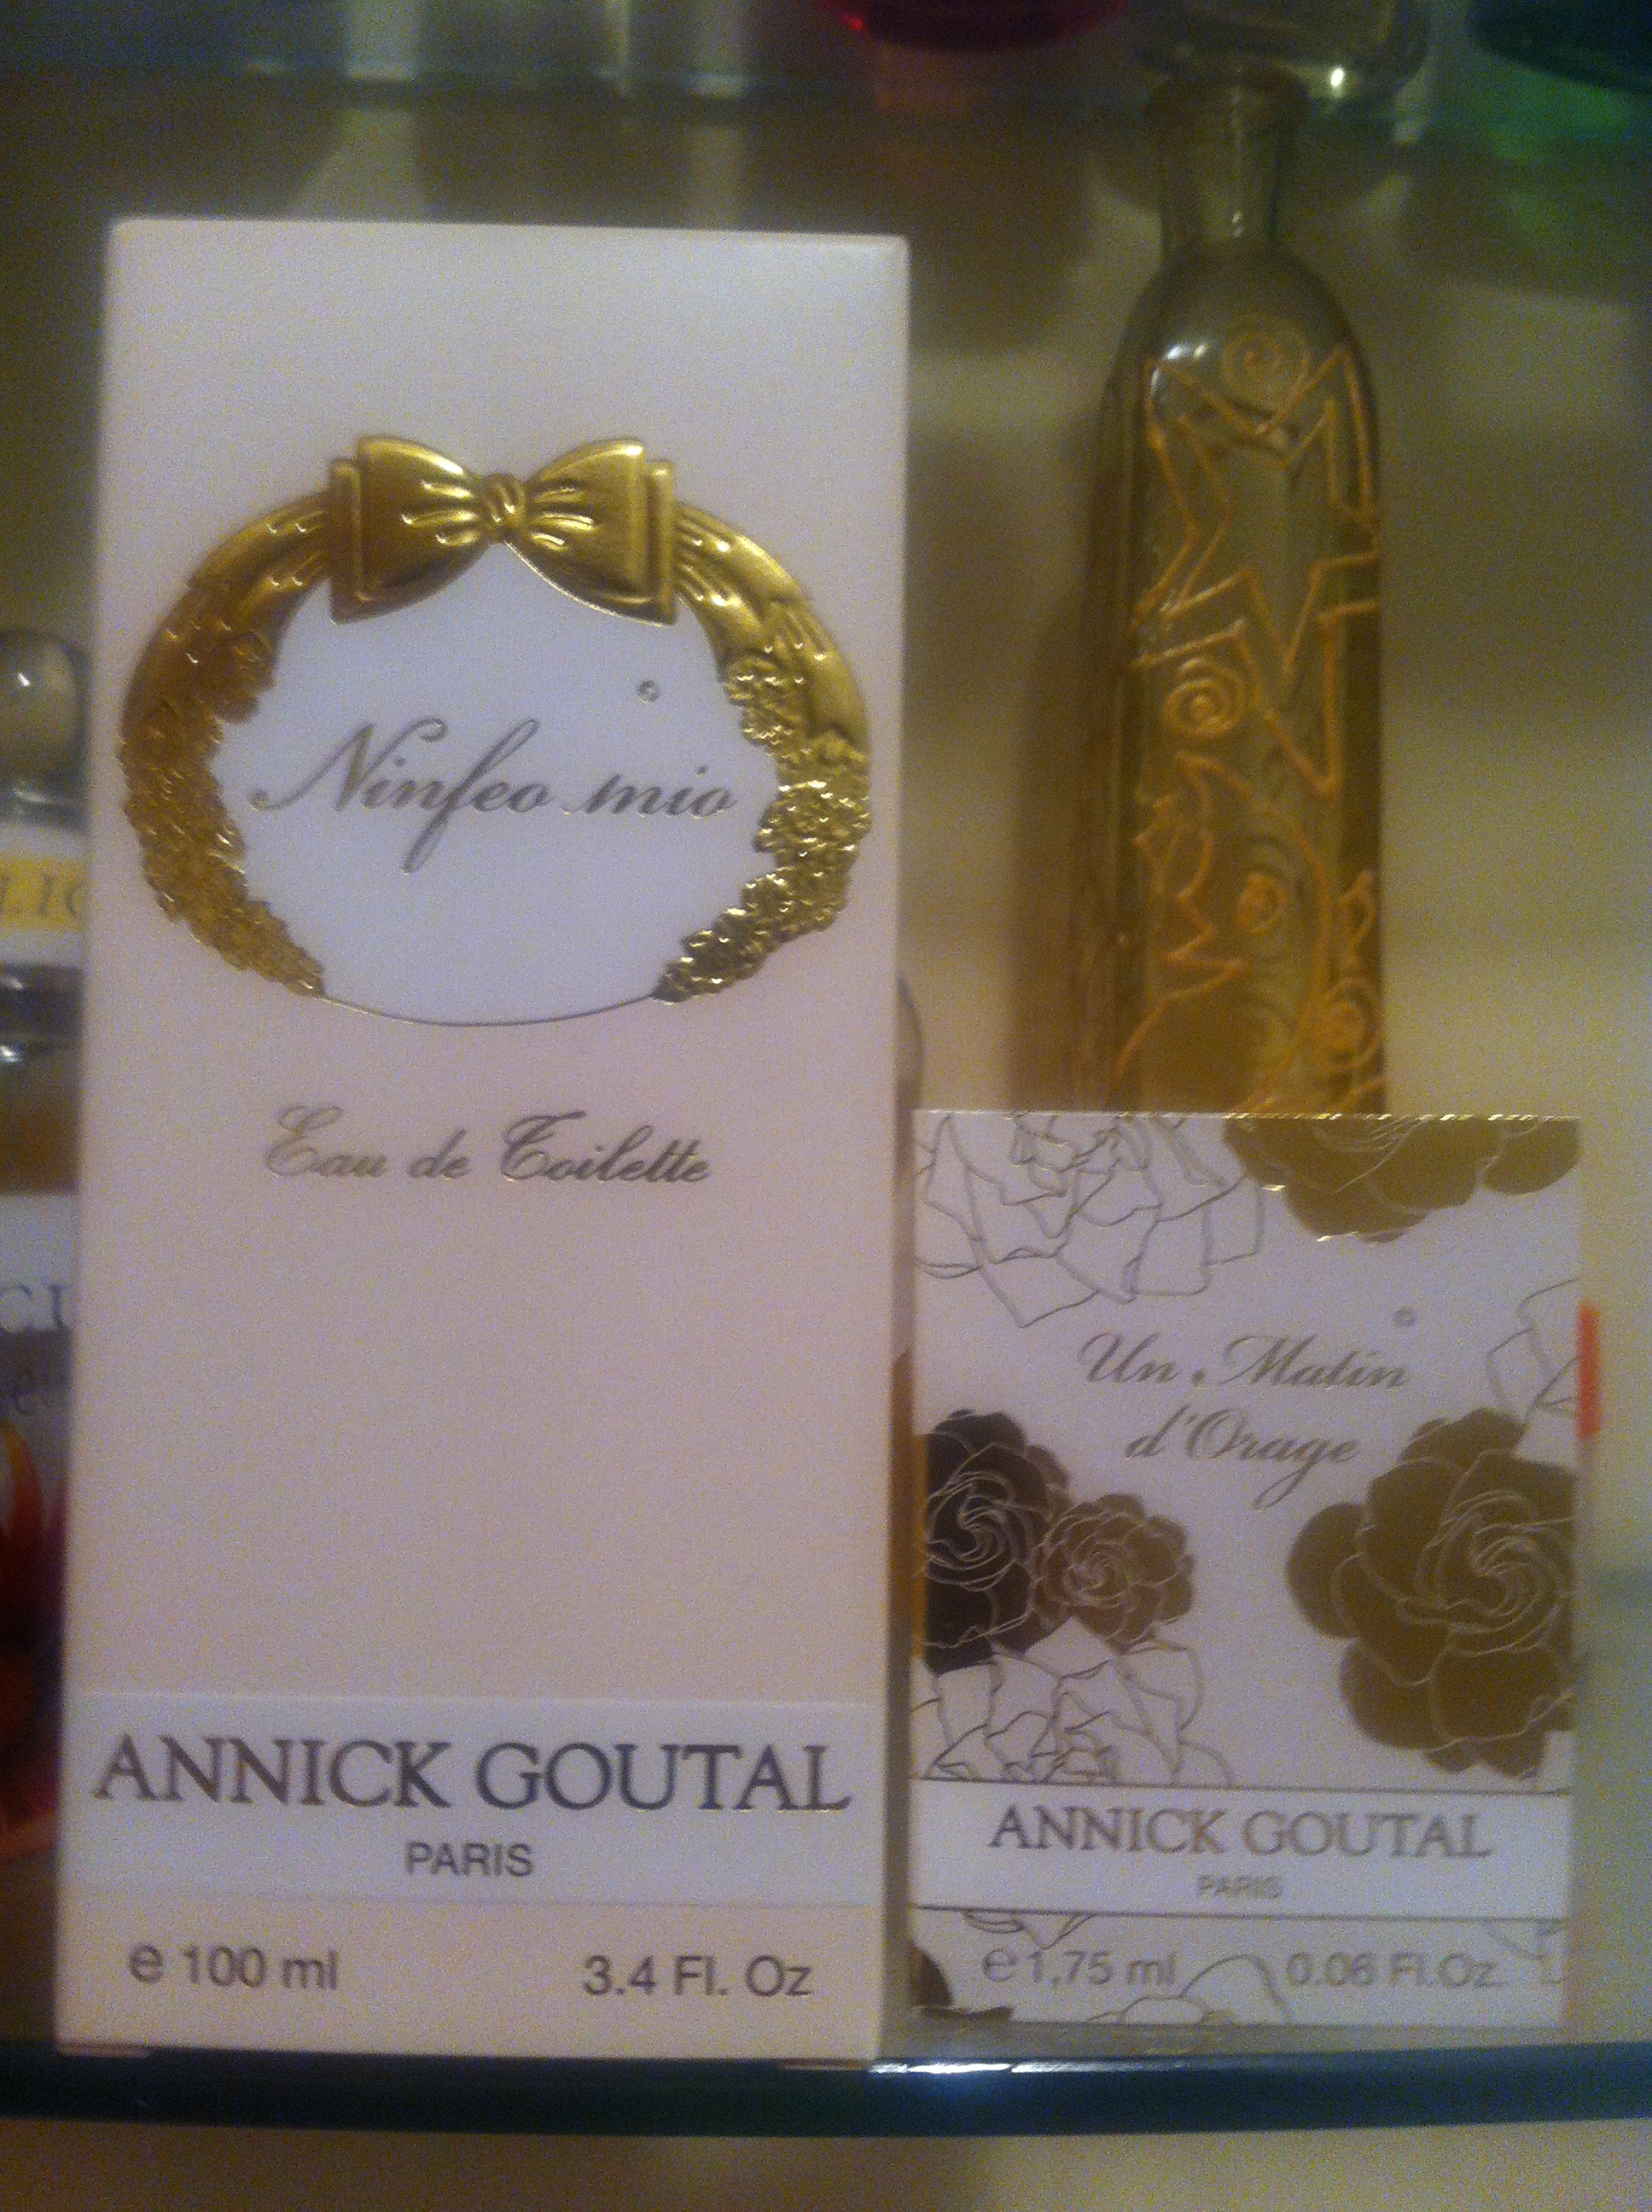 Ninfeo mio
Eau de Toilette
ANNICK GOUTAL
PARIS
e 100 ml 3.4 Fl. Oz
Un Matin
d'Orage
ANNICK GOUTAL
PARIS
e 1,75 ml 0.06 Fl.Oz.